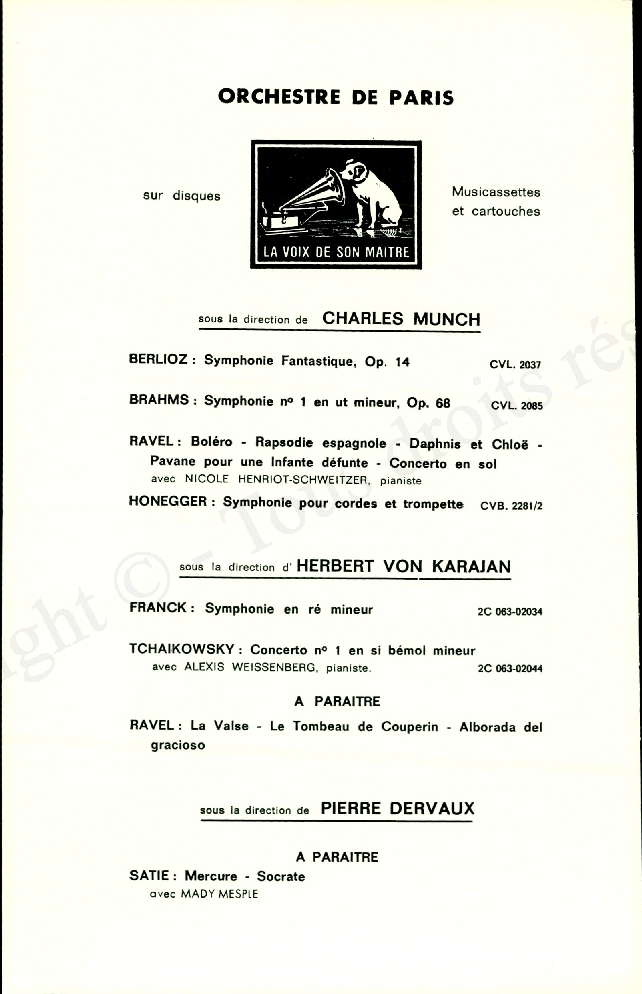 ORCHESTRE DE PARIS
sur disques
Musicassettes
et cartouches
LA VOIX DE SON MAITRE
sous la direction de CHARLES MUNCH
BERLIOZ : Symphonie Fantastique, Op. 14 CVL. 2037
BRAHMS : Symphonie nº 1 en ut mineur, Op. 68 CVL. 2085
RAVEL : Boléro - Rapsodie espagnole - Daphnis et Chloë -
Pavane pour une Infante défunte - Concerto en sol
avec NICOLE HENRIOT-SCHWEITZER, pianiste
HONEGGER : Symphonie pour cordes et trompette CVB. 2281/2
sous la direction d' HERBERT VON KARAJAN
FRANCK : Symphonie en ré mineur 2C 063-02034
TCHAIKOWSKY : Concerto nº 1 en si bémol mineur
avec ALEXIS WEISSENBERG, pianiste. 2C 063-02044
A PARAITRE
RAVEL : La Valse - Le Tombeau de Couperin - Alborada del
gracioso
sous la direction de PIERRE DERVAUX
A PARAITRE
SATIE : Mercure - Socrate
avec MADY MESPLE
ight © - Tous droits rés